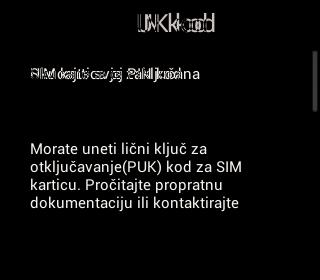 Morate uneti lični ključ za
otključavanje(PUK) kod za SIM
karticu. Pročitajte propratnu
dokumentaciju ili kontaktirajte